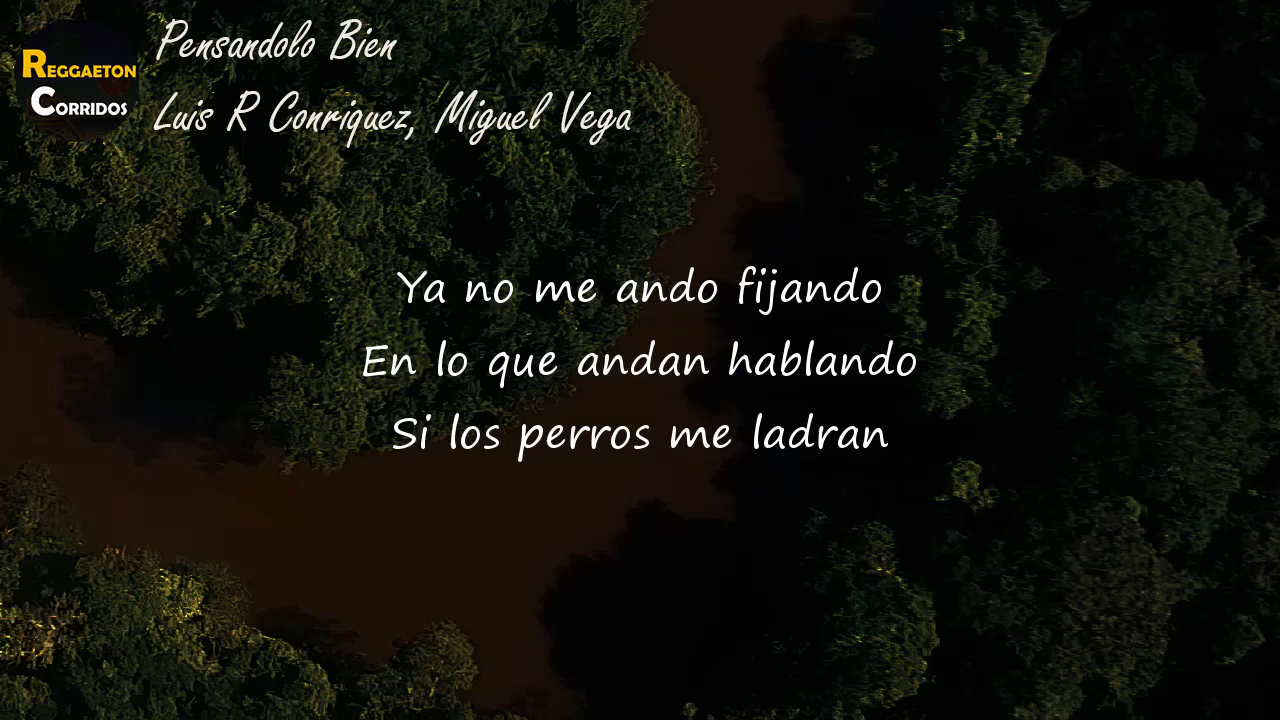 Pensandolo Bien
REGGAETON
CORRIDOS
Luis R Conriquez, Miguel Vega
Ya no me ando fijando
En lo que andan hablando
Si los perros me ladran